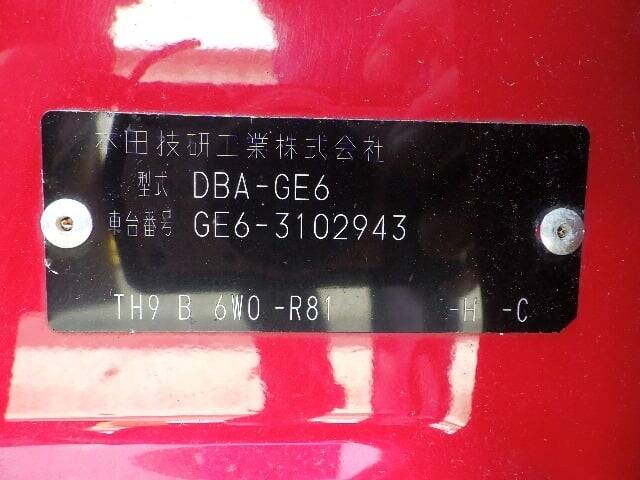 本田技研工業株式会社
型式 DBA-GE6
車台番号 GE6-3102943
TH9 B 6W0 -R81 -H -C